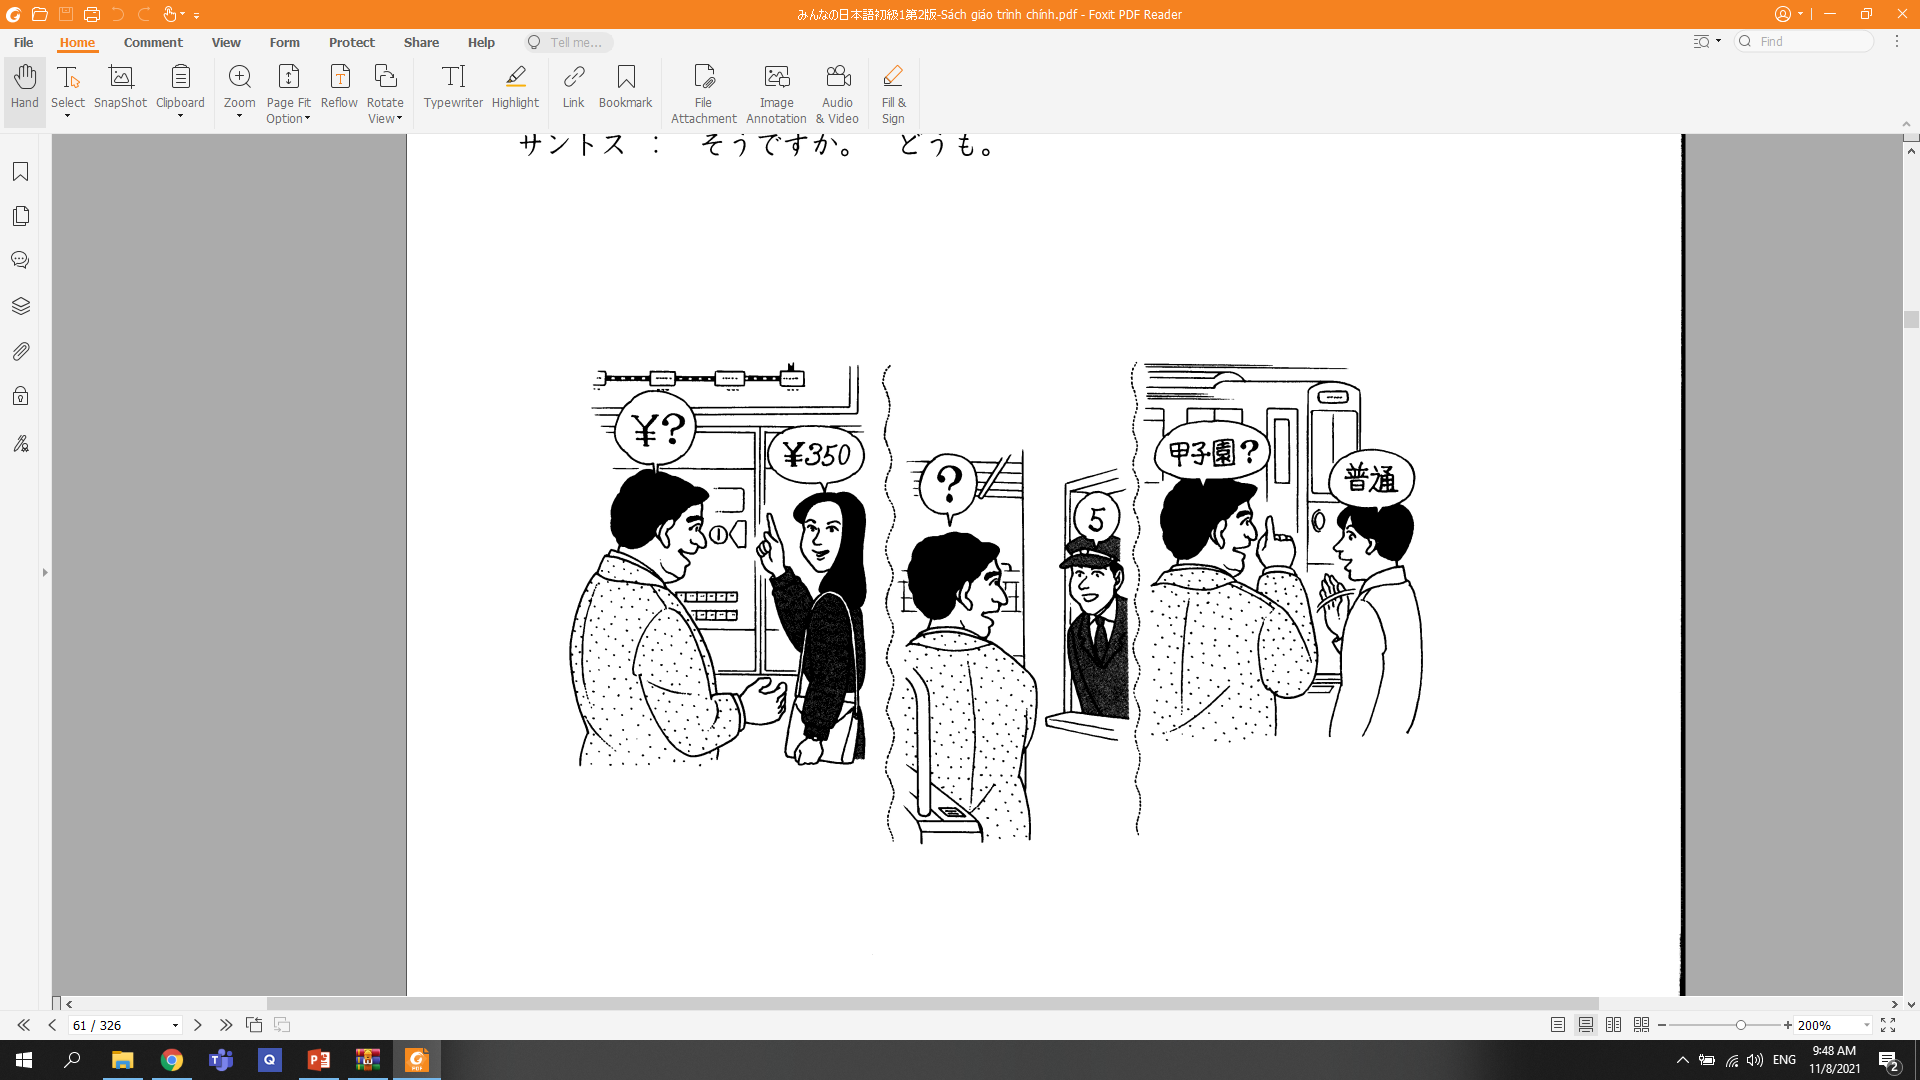 みんなの日本語初級1第2版-Sách giáo trình chính.pdf - Foxit PDF Reader
File Home Comment View Form Protect Share Help Tell me... Find
Hand Select SnapShot Clipboard Zoom Page Fit Option Reflow Rotate View Typewriter Highlight Link Bookmark File Attachment Image Annotation Audio & Video Fill & Sign
サントス : そうですか。 どうも。
¥?
¥350
?
5
甲子園?
普通
61 / 326
200%
ENG
9:48 AM
11/8/2021
2